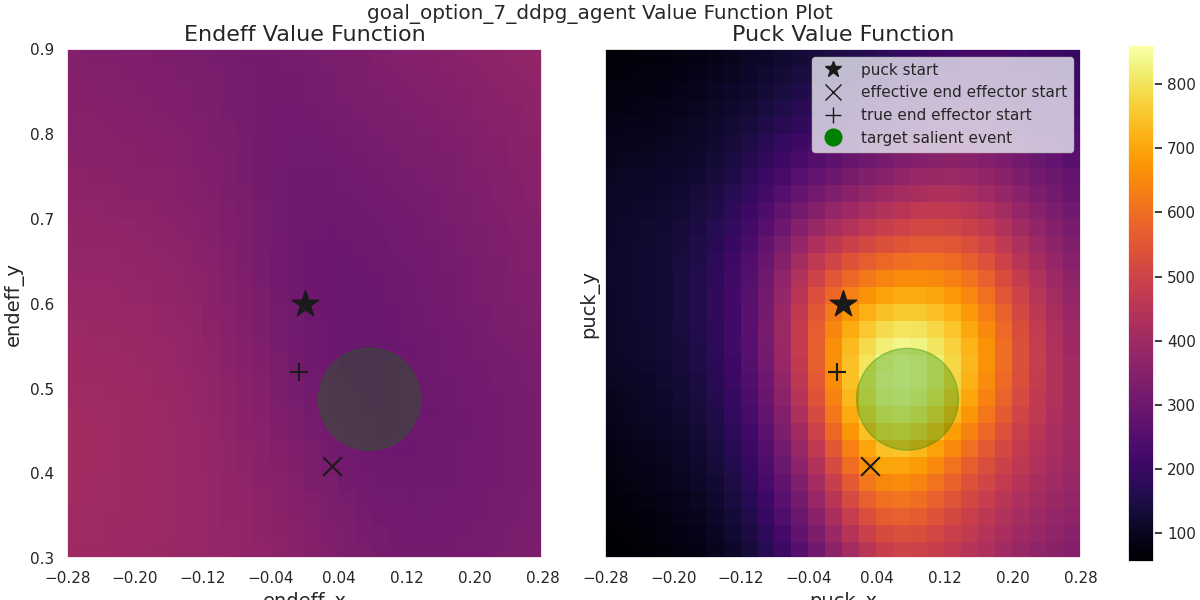 goal_option_7_ddpg_agent Value Function Plot
Endeff Value Function
Puck Value Function
0.9
0.8
0.7
0.6
0.5
0.4
0.3
endeff_y
−0.28 −0.20 −0.12 −0.04 0.04 0.12 0.20 0.28
endeff_x
puck_y
puck start
effective end effector start
true end effector start
target salient event
−0.28 −0.20 −0.12 −0.04 0.04 0.12 0.20 0.28
puck_x
800
700
600
500
400
300
200
100